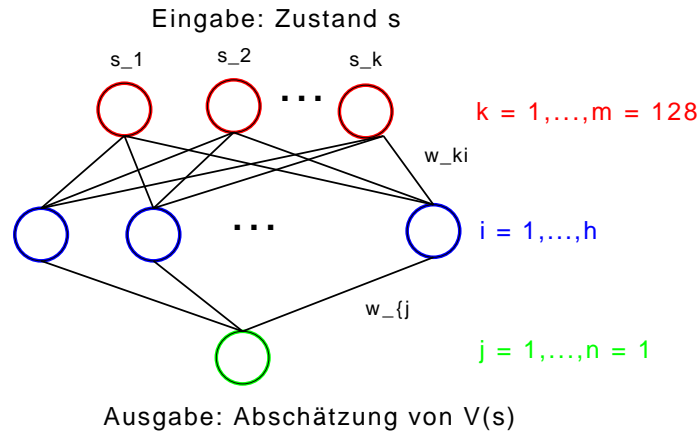 Eingabe: Zustand s
s_1 s_2 s_k
k = 1,...,m = 128
w_ki
i = 1,...,h
w_{j
j = 1,...,n = 1
Ausgabe: Abschätzung von V(s)